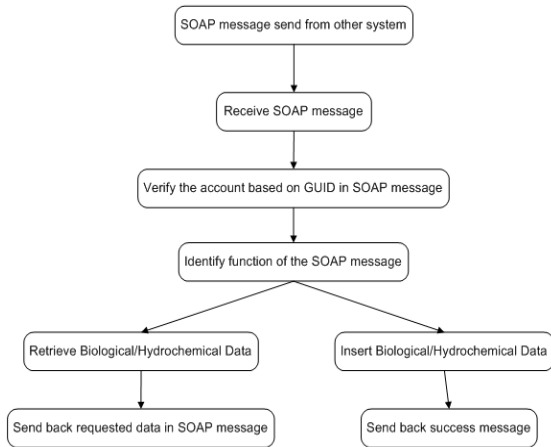 SOAP message send from other system
Receive SOAP message
Verify the account based on GUID in SOAP message
Identify function of the SOAP message
Retrieve Biological/Hydrochemical Data
Insert Biological/Hydrochemical Data
Send back requested data in SOAP message
Send back success message